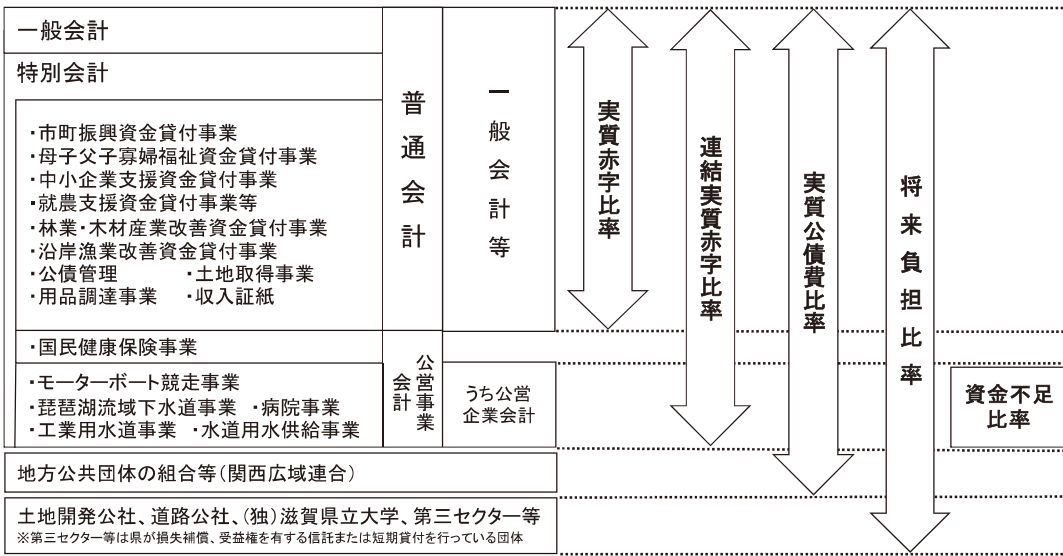 一般会計
特別会計
・市町振興資金貸付事業
・母子父子寡婦福祉資金貸付事業
・中小企業支援資金貸付事業
・就農支援資金貸付事業等
・林業・木材産業改善資金貸付事業
・沿岸漁業改善資金貸付事業
・公債管理 ・土地取得事業
・用品調達事業 ・収入証紙
・国民健康保険事業
・モーターボート競走事業
・琵琶湖流域下水道事業 ・病院事業
・工業用水道事業 ・水道用水供給事業
普通会計
公営事業
会計
一般会計等
うち公営
企業会計
地方公共団体の組合等(関西広域連合)
土地開発公社、道路公社、(独)滋賀県立大学、第三セクター等
※第三セクター等は県が損失補償、受益権を有する信託または短期貸付を行っている団体
実質赤字比率
連結実質赤字比率
実質公債費比率
将来負担比率
資金不足
比率